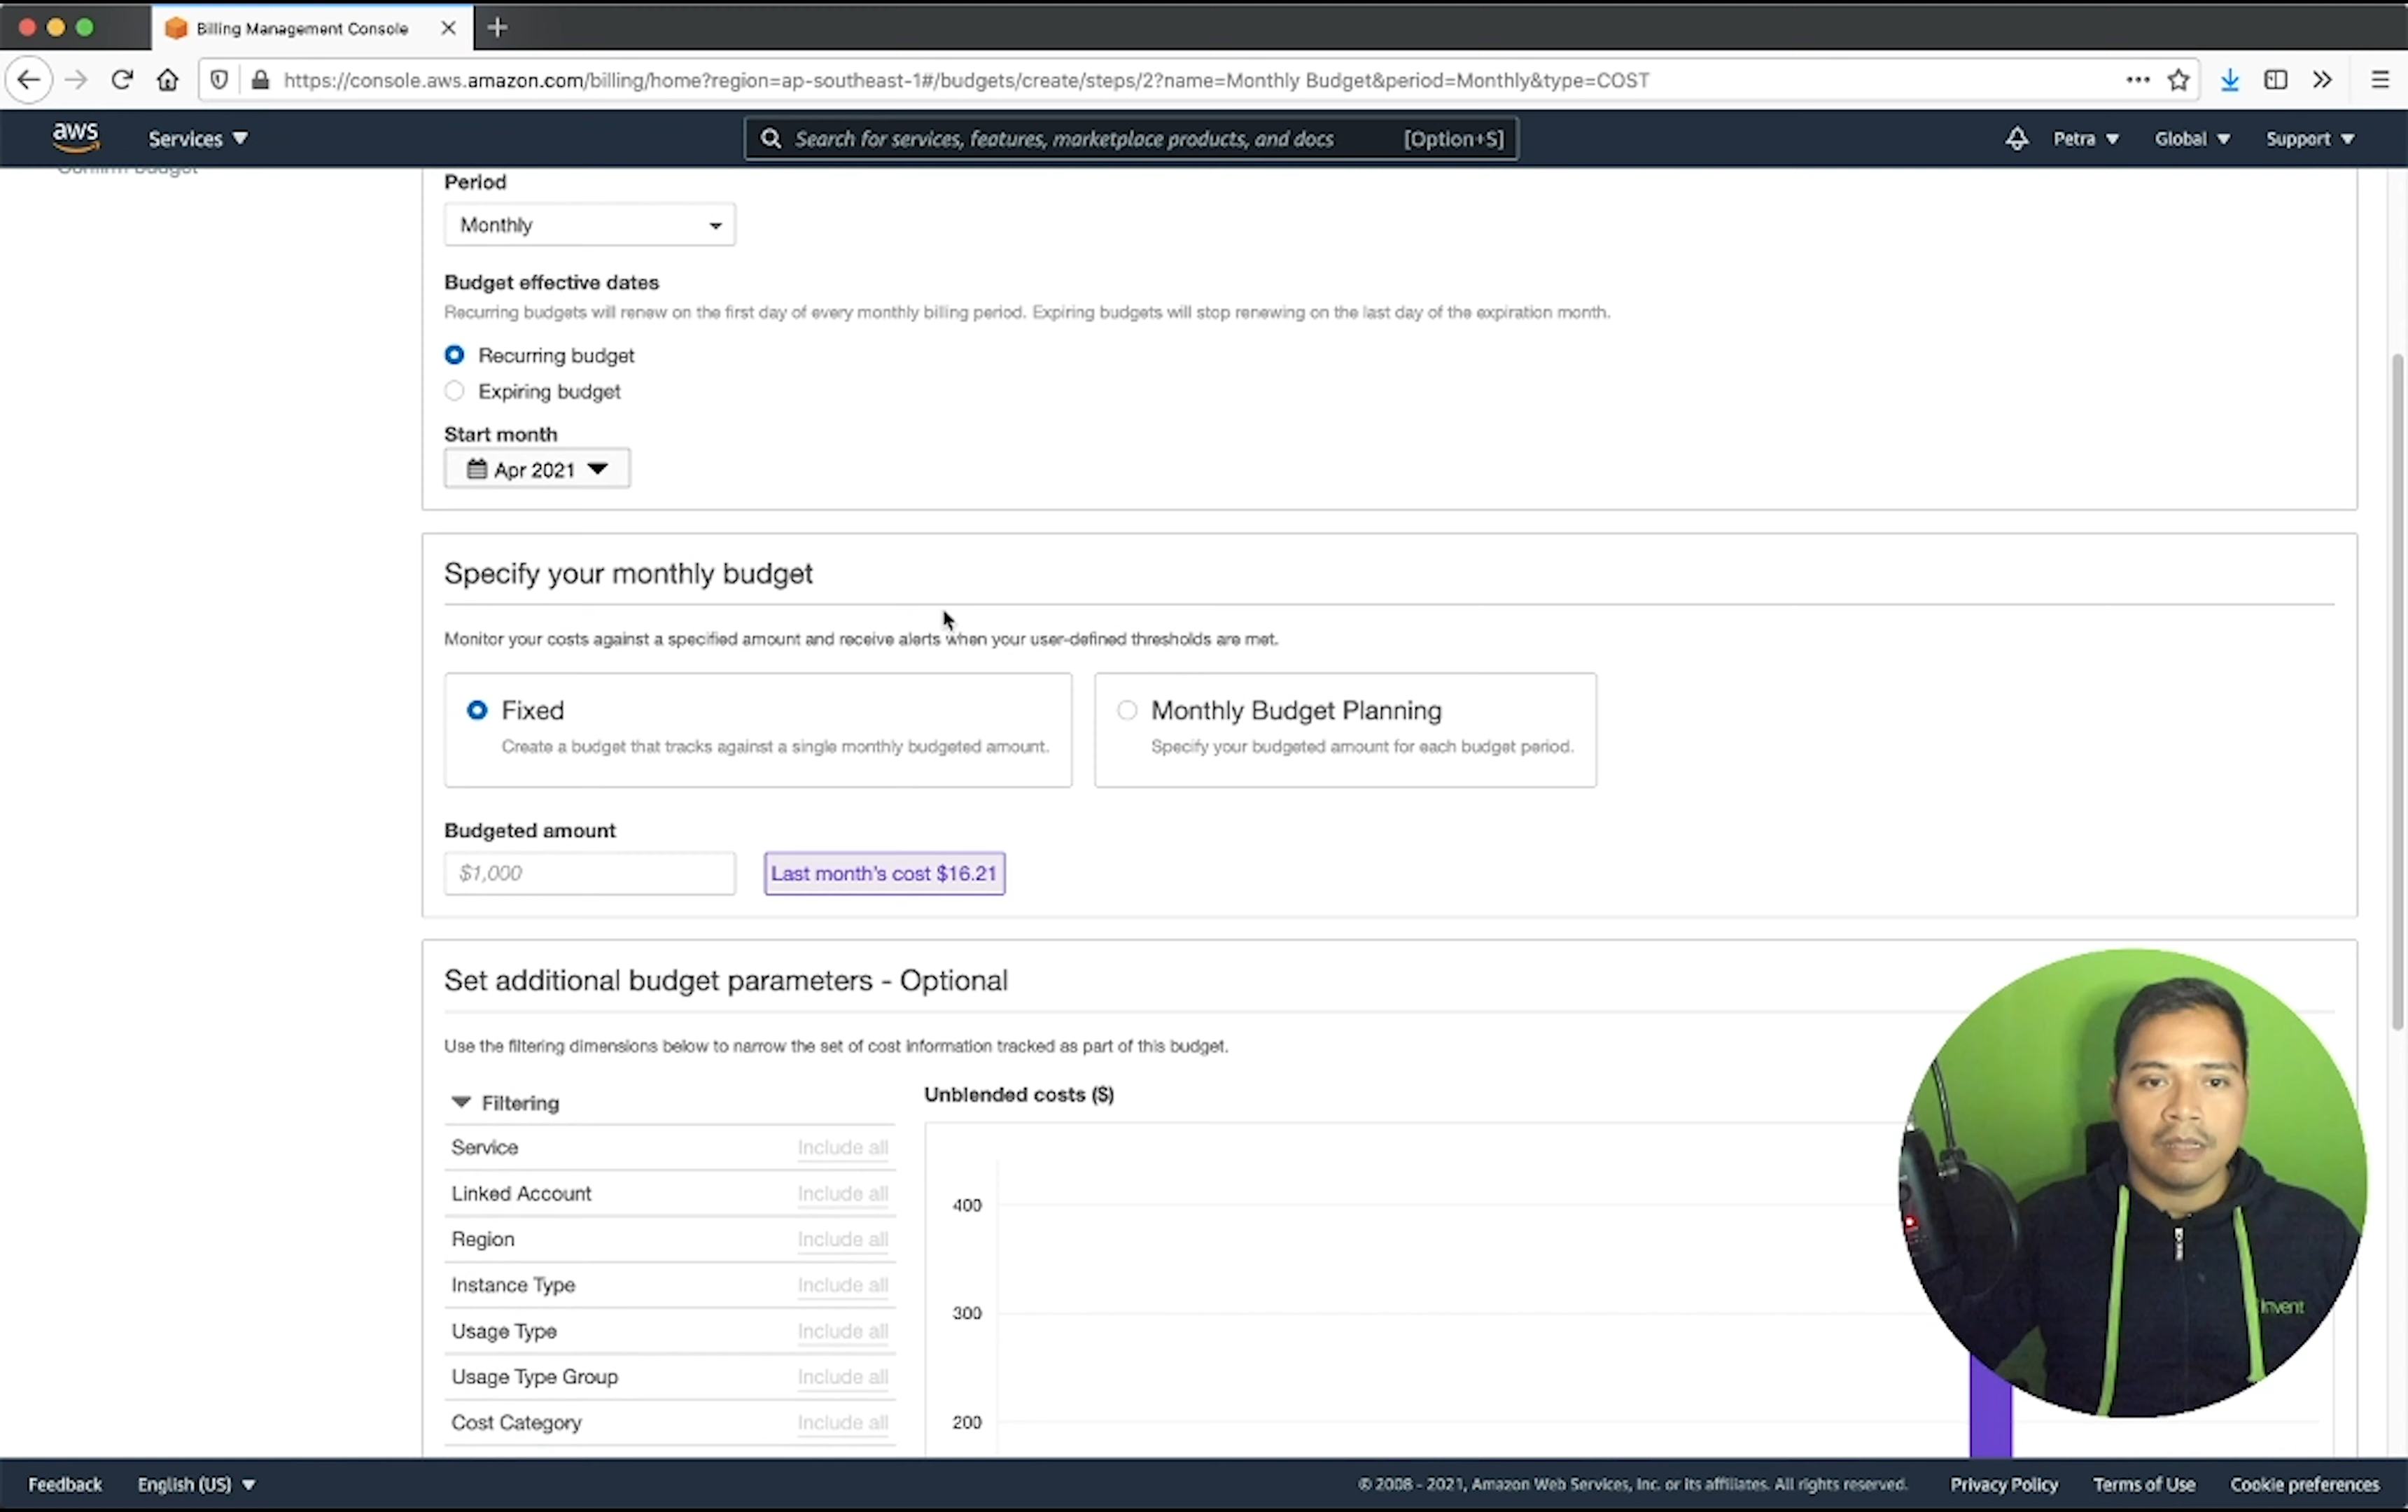 Billing Management Console
https://console.aws.amazon.com/billing/home?region=ap-southeast-1#/budgets/create/steps/2?name=Monthly Budget&period=Monthly&type=COST
aws
Services
Search for services, features, marketplace products, and docs [Option+S]
Petra
Global
Support
Confirm budget
Period
Monthly
Budget effective dates
Recurring budgets will renew on the first day of every monthly billing period. Expiring budgets will stop renewing on the last day of the expiration month.
Recurring budget
Expiring budget
Start month
Apr 2021
Specify your monthly budget
Monitor your costs against a specified amount and receive alerts when your user-defined thresholds are met.
Fixed
Create a budget that tracks against a single monthly budgeted amount.
Monthly Budget Planning
Specify your budgeted amount for each budget period.
Budgeted amount
$1,000
Last month's cost $16.21
Set additional budget parameters - Optional
Use the filtering dimensions below to narrow the set of cost information tracked as part of this budget.
Filtering
Service Include all
Linked Account Include all
Region Include all
Instance Type Include all
Usage Type Include all
Usage Type Group Include all
Cost Category Include all
Unblended costs ($)
400
300
200
Invent
Feedback
English (US)
© 2008 - 2021, Amazon Web Services, Inc. or its affiliates. All rights reserved.
Privacy Policy
Terms of Use
Cookie preferences